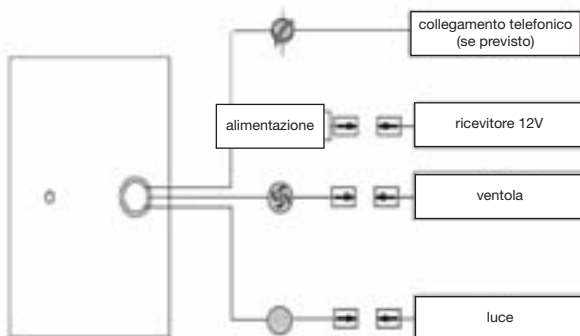 collegamento telefonico
(se previsto)
alimentazione
ricevitore 12V
ventola
luce